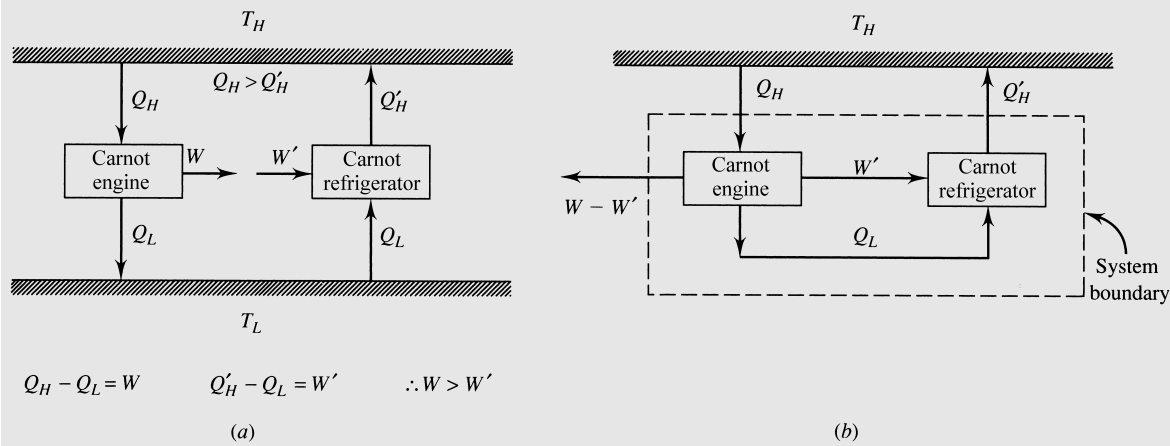 T_H
Q_H > Q′_H
Q_H
Q′_H
Carnot
engine
W
W′
Carnot
refrigerator
Q_L
Q_L
T_L
Q_H − Q_L = W
Q′_H − Q_L = W′
∴ W > W′
(a)
T_H
Q_H
Q′_H
Carnot
engine
W′
Carnot
refrigerator
W − W′
Q_L
System
boundary
(b)